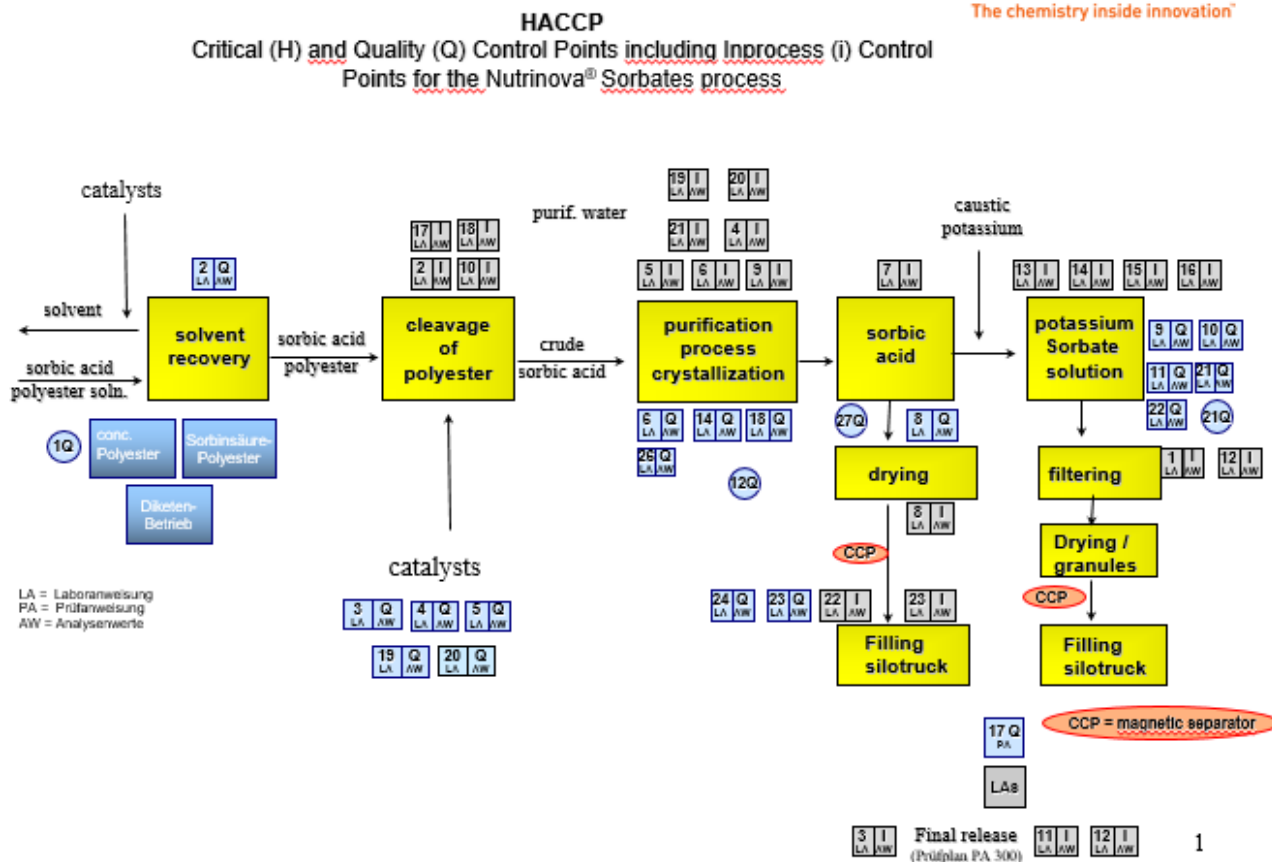 The chemistry inside innovation™
HACCP
Critical (H) and Quality (Q) Control Points including Inprocess (i) Control
Points for the Nutrinova® Sorbates process
catalysts
2 Q
LA AW
solvent
sorbic acid
polyester soln.
solvent
recovery
sorbic acid
polyester
1Q
conc.
Polyester
Sorbinsäure-
Polyester
Diketen-
Betrieb
LA = Laboranweisung
PA = Prüfanweisung
AW = Analysenwerte
17 I
LA AW
18 I
LA AW
2 I
LA AW
10 I
LA AW
cleavage
of
polyester
crude
sorbic acid
catalysts
3 Q
LA AW
4 Q
LA AW
5 Q
LA AW
19 Q
LA AW
20 Q
LA AW
purif. water
19 I
LA AW
20 I
LA AW
21 I
LA AW
4 I
LA AW
5 I
LA AW
6 I
LA AW
9 I
LA AW
purification
process
crystallization
6 Q
LA AW
14 Q
LA AW
18 Q
LA AW
26 Q
LA AW
12Q
7 I
LA AW
sorbic
acid
27Q
8 Q
LA AW
drying
8 I
LA AW
CCP
24 Q
LA AW
23 Q
LA AW
22 I
LA AW
23 I
LA AW
Filling
silotruck
caustic
potassium
13 I
LA AW
14 I
LA AW
15 I
LA AW
16 I
LA AW
potassium
Sorbate
solution
9 Q
LA AW
10 Q
LA AW
11 Q
LA AW
21 Q
LA AW
22 Q
LA AW
21Q
1 I
LA AW
12 I
LA AW
filtering
Drying /
granules
CCP
Filling
silotruck
17 Q
PA
CCP = magnetic separator
LAs
3 I
LA AW
Final release
(Prüfplan PA 300)
11 I
LA AW
12 I
LA AW
1